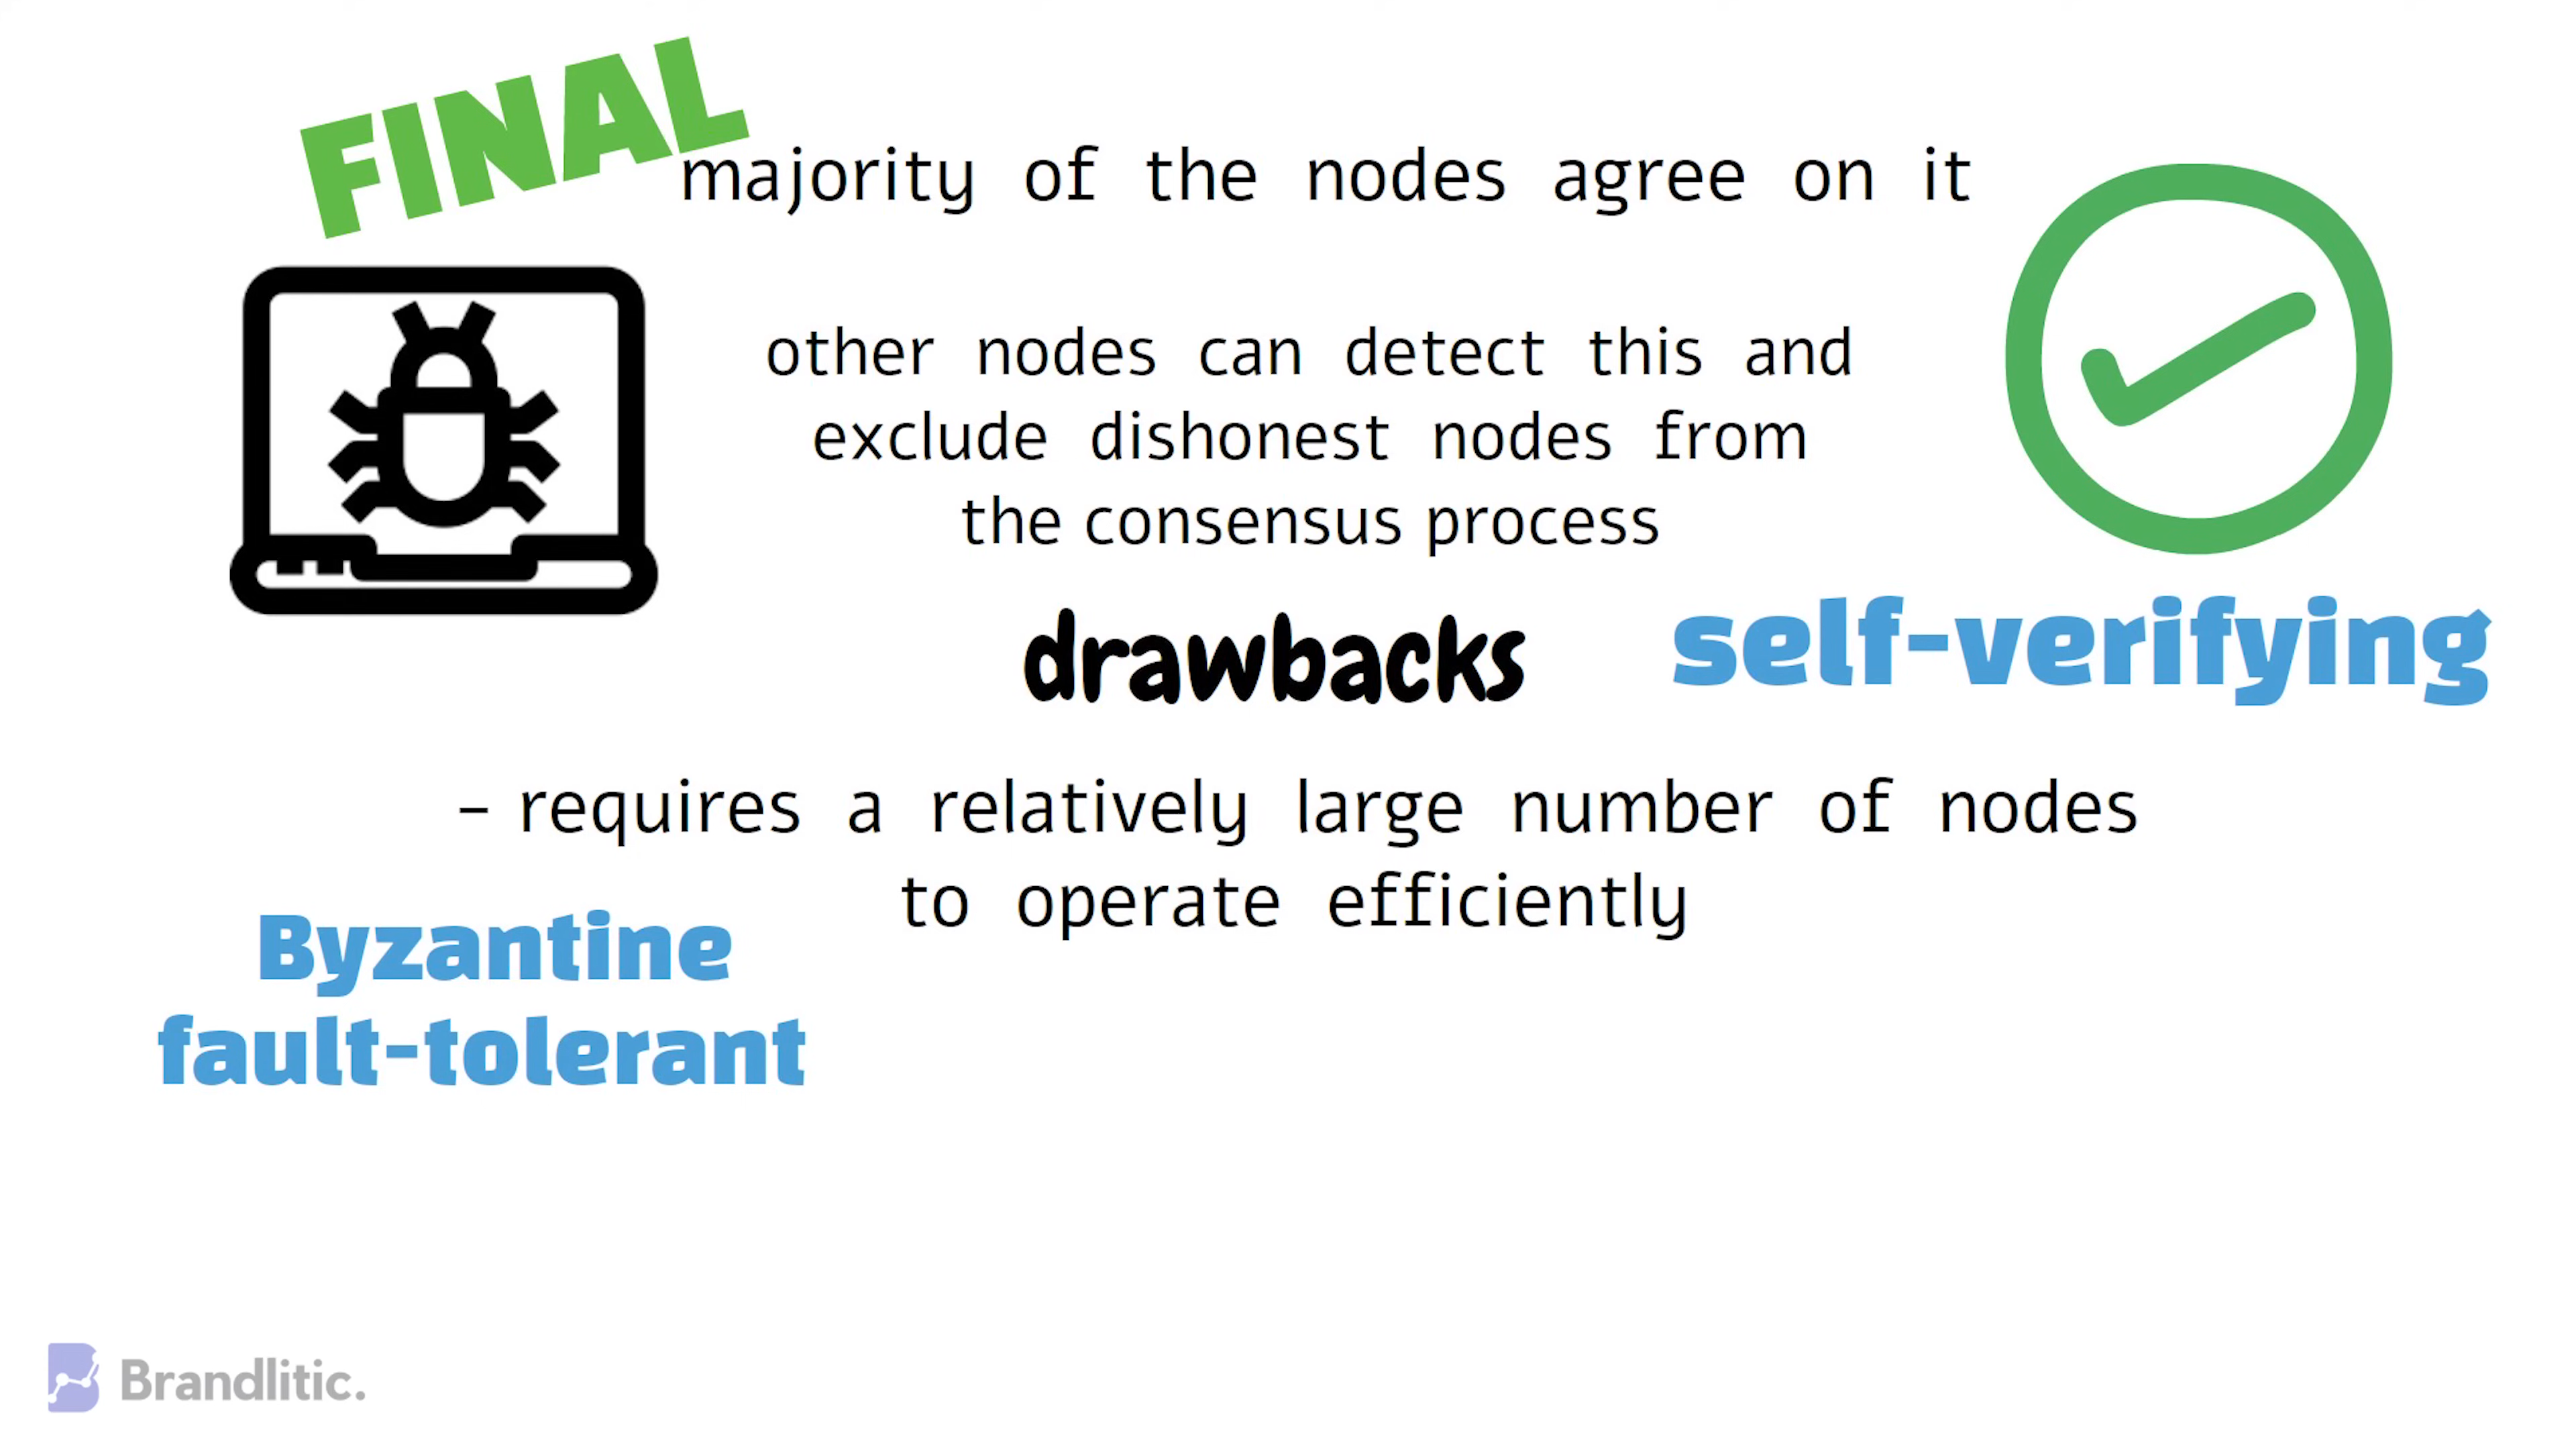 FINAL
majority of the nodes agree on it
other nodes can detect this and
exclude dishonest nodes from
the consensus process
drawbacks
self-verifying
- requires a relatively large number of nodes
to operate efficiently
Byzantine
fault-tolerant
Brandlitic.